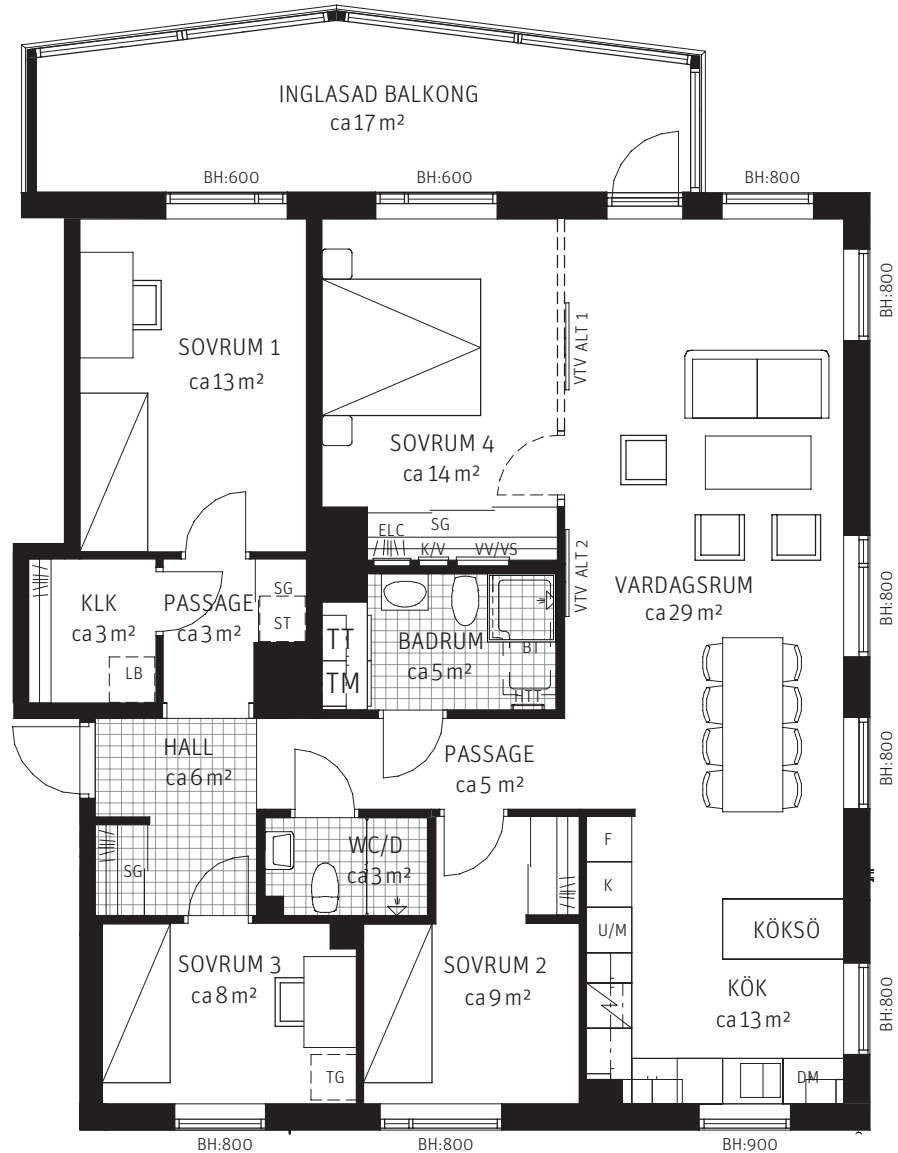 INGLASAD BALKONG
ca 17 m²
BH:600
BH:600
BH:800
BH:800
SOVRUM 1
ca 13 m²
VTV ALT 1
SOVRUM 4
ca 14 m²
ELC
SG
K/V
VV/VS
VTV ALT 2
VARDAGSRUM
ca 29 m²
BH:800
KLK
ca 3 m²
LB
PASSAGE
ca 3 m²
SG
ST
TT
TM
BADRUM
ca 5 m²
BT
HTT
HALL
ca 6 m²
PASSAGE
ca 5 m²
BH:800
SG
WC/D
ca 3 m²
F
K
U/M
KÖKSÖ
SOVRUM 3
ca 8 m²
TG
SOVRUM 2
ca 9 m²
KÖK
ca 13 m²
DM
BH:800
BH:800
BH:800
BH:900